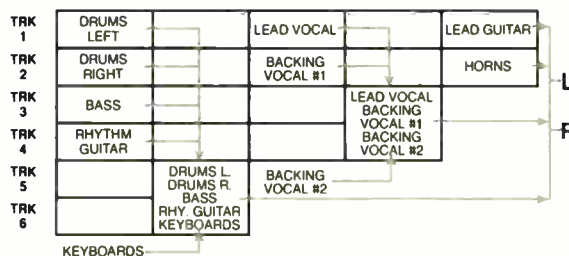 TRK 1
DRUMS LEFT
LEAD VOCAL
LEAD GUITAR
TRK 2
DRUMS RIGHT
BACKING VOCAL #1
HORNS
L
TRK 3
BASS
LEAD VOCAL
BACKING
VOCAL #1
BACKING
VOCAL #2
TRK 4
RHYTHM GUITAR
TRK 5
DRUMS L.
DRUMS R.
BASS
RHY. GUITAR
KEYBOARDS
BACKING VOCAL #2
TRK 6
KEYBOARDS